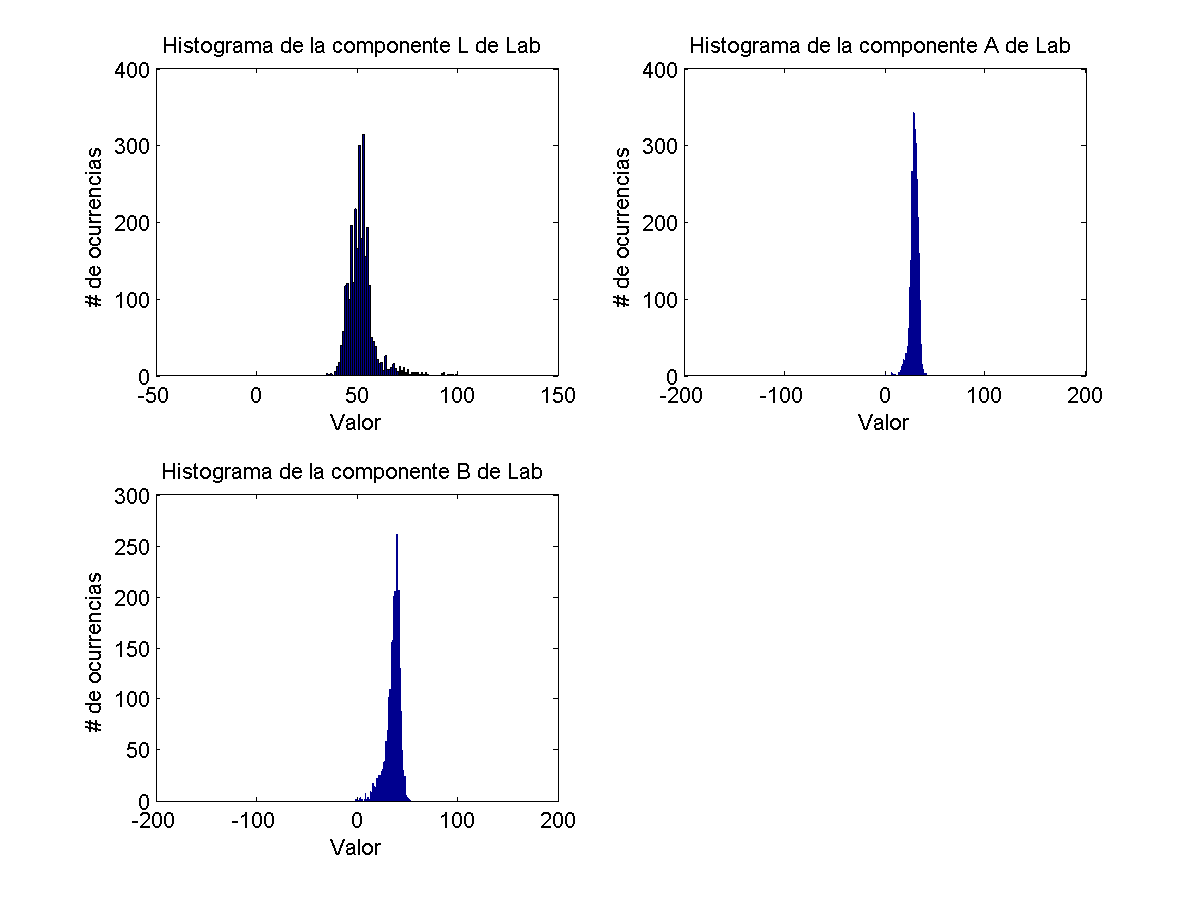 Histograma de la componente L de Lab
400
300
200
100
0
-50 0 50 100 150
# de ocurrencias
Valor
Histograma de la componente A de Lab
400
300
200
100
0
-200 -100 0 100 200
# de ocurrencias
Valor
Histograma de la componente B de Lab
300
250
200
150
100
50
0
-200 -100 0 100 200
# de ocurrencias
Valor